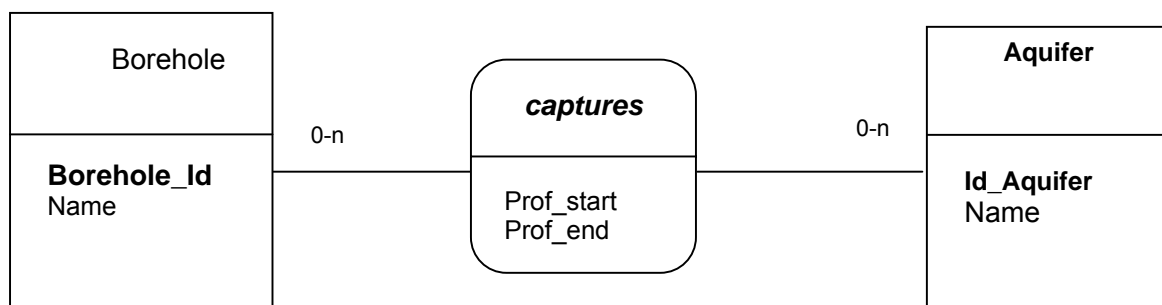 Borehole
Borehole_Id
Name
0-n
captures
Prof_start
Prof_end
0-n
Aquifer
Id_Aquifer
Name